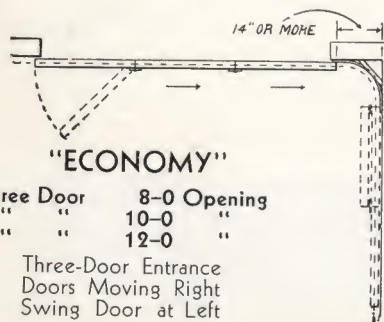 14" OR MORE
"ECONOMY"
ree Door 8-0 Opening
" " 10-0 "
" " 12-0 "
Three-Door Entrance
Doors Moving Right
Swing Door at Left